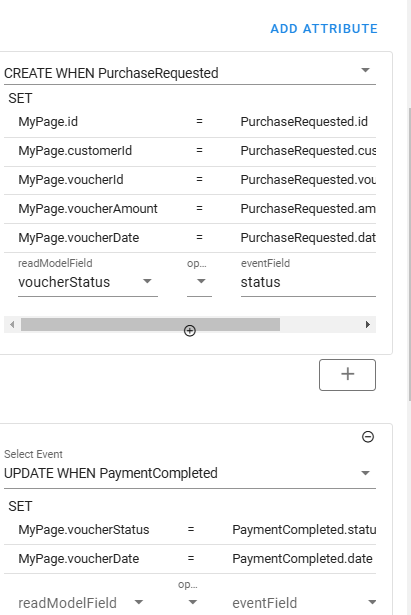 ADD ATTRIBUTE
CREATE WHEN PurchaseRequested
SET
MyPage.id = PurchaseRequested.id
MyPage.customerId = PurchaseRequested.cus
MyPage.voucherId = PurchaseRequested.vou
MyPage.voucherAmount = PurchaseRequested.am
MyPage.voucherDate = PurchaseRequested.dat
readModelField op... eventField
voucherStatus status
Select Event
UPDATE WHEN PaymentCompleted
SET
MyPage.voucherStatus = PaymentCompleted.statu
MyPage.voucherDate = PaymentCompleted.date
op...
readModelField eventField